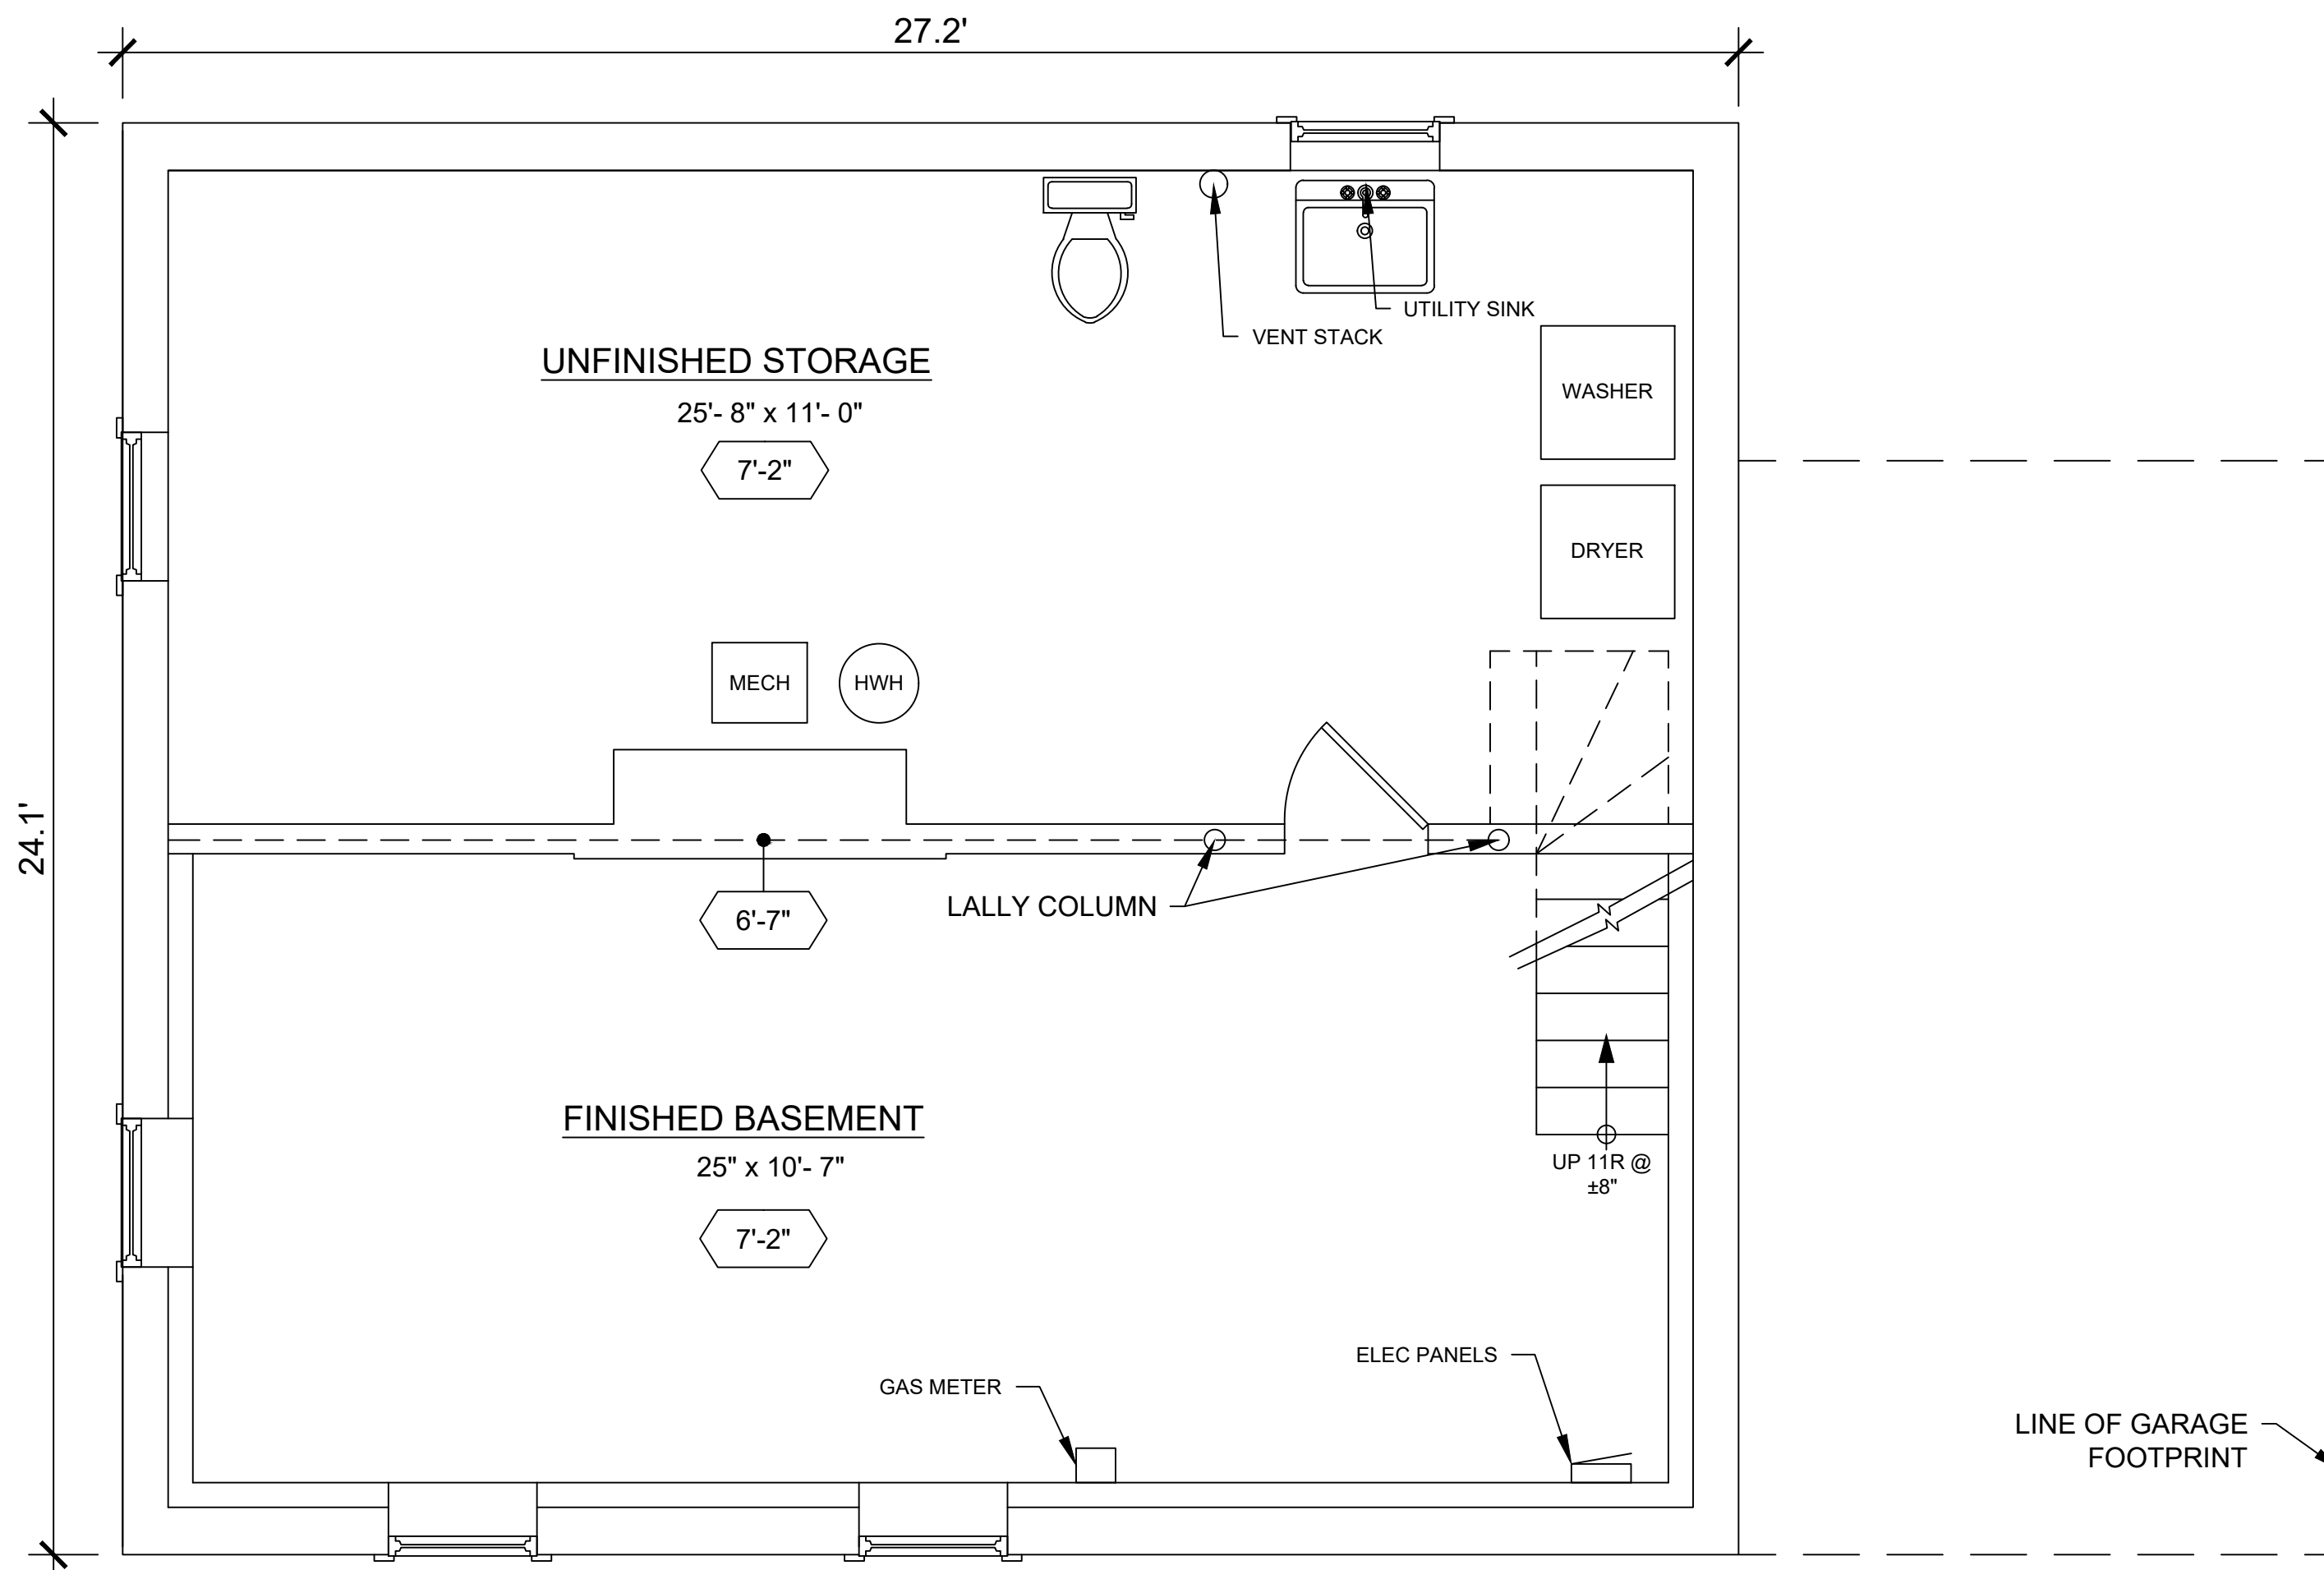 27.2'
24.1'
UTILITY SINK
VENT STACK
UNFINISHED STORAGE
25'- 8" x 11'- 0"
7'-2"
WASHER
DRYER
MECH
HWH
6'-7"
LALLY COLUMN
FINISHED BASEMENT
25" x 10'- 7"
7'-2"
UP 11R @
±8"
ELEC PANELS
GAS METER
LINE OF GARAGE
FOOTPRINT